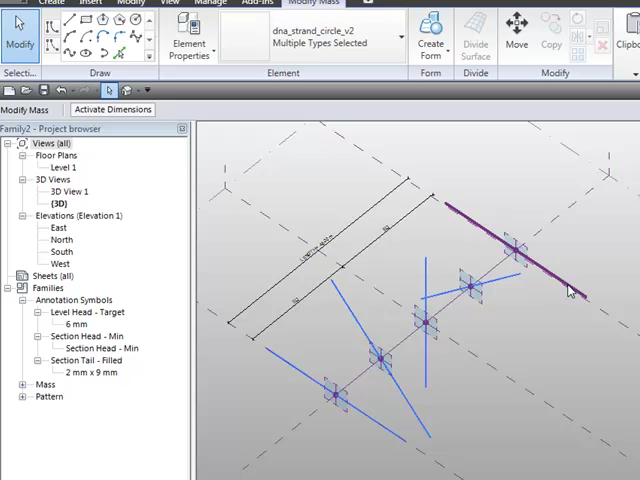 Create Insert Modify View Manage Add-Ins Modify Mass
Modify
Element
Properties
dna_strand_circle_v2
Multiple Types Selected
Create
Form
Divide
Surface
Move
Copy
Clipbo
Selecti...
Draw
Element
Form
Divide
Modify
Modify Mass
Activate Dimensions
Family2 - Project browser
Views (all)
Floor Plans
Level 1
3D Views
3D View 1
(3D)
Elevations (Elevation 1)
East
North
South
West
Sheets (all)
Families
Annotation Symbols
Level Head - Target
6 mm
Section Head - Min
Section Head - Min
Section Tail - Filled
2 mm x 9 mm
Mass
Pattern
EQ
EQ